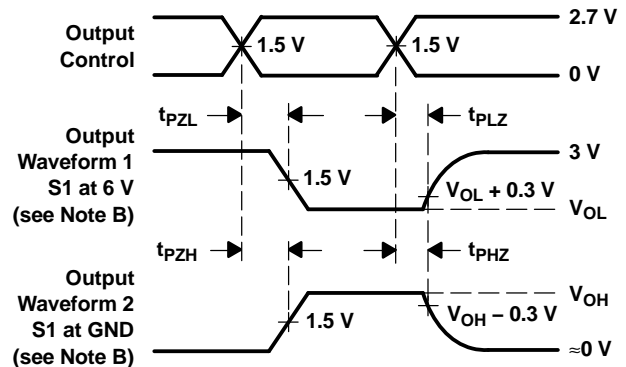 Output
Control
1.5 V
1.5 V
2.7 V
0 V
tPZL
tPLZ
Output
Waveform 1
S1 at 6 V
(see Note B)
1.5 V
3 V
VOL + 0.3 V
VOL
tPZH
tPHZ
Output
Waveform 2
S1 at GND
(see Note B)
1.5 V
VOH
VOH − 0.3 V
≈0 V